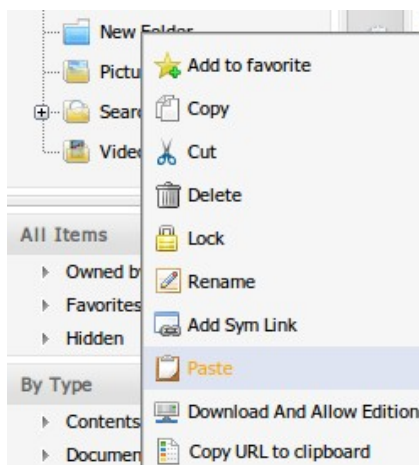 New Folder
Pictu
Searc
Video
All Items
Owned by
Favorites
Hidden
By Type
Contents
Documen
Add to favorite
Copy
Cut
Delete
Lock
Rename
Add Sym Link
Paste
Download And Allow Edition
Copy URL to clipboard